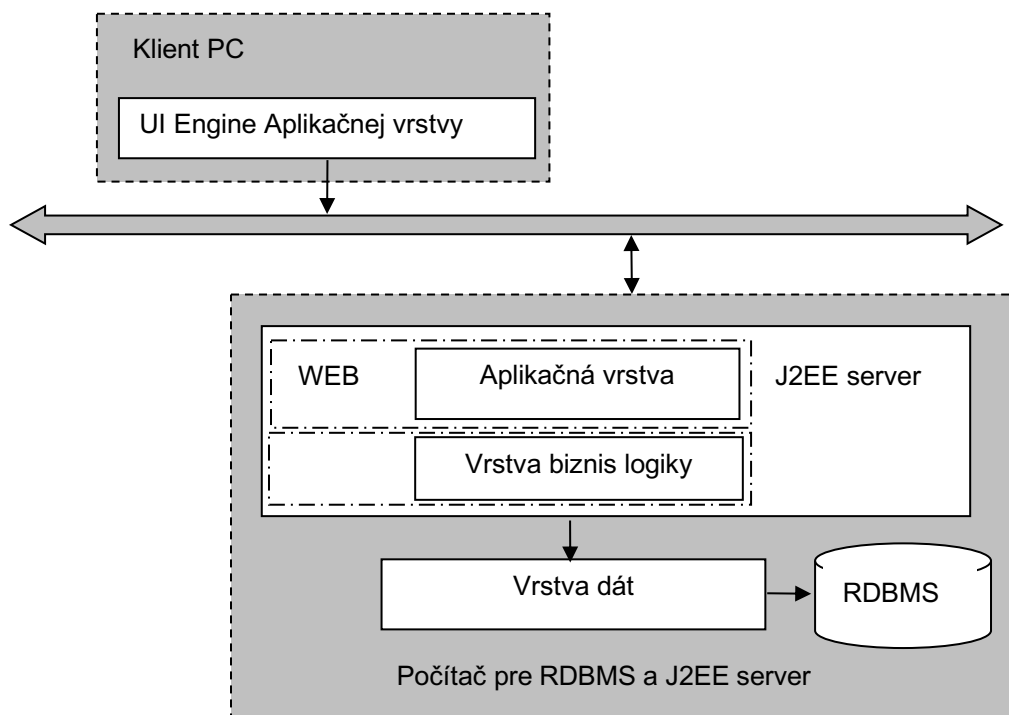 Klient PC
UI Engine Aplikačnej vrstvy
WEB
Aplikačná vrstva
J2EE server
Vrstva biznis logiky
Vrstva dát
RDBMS
Počítač pre RDBMS a J2EE server